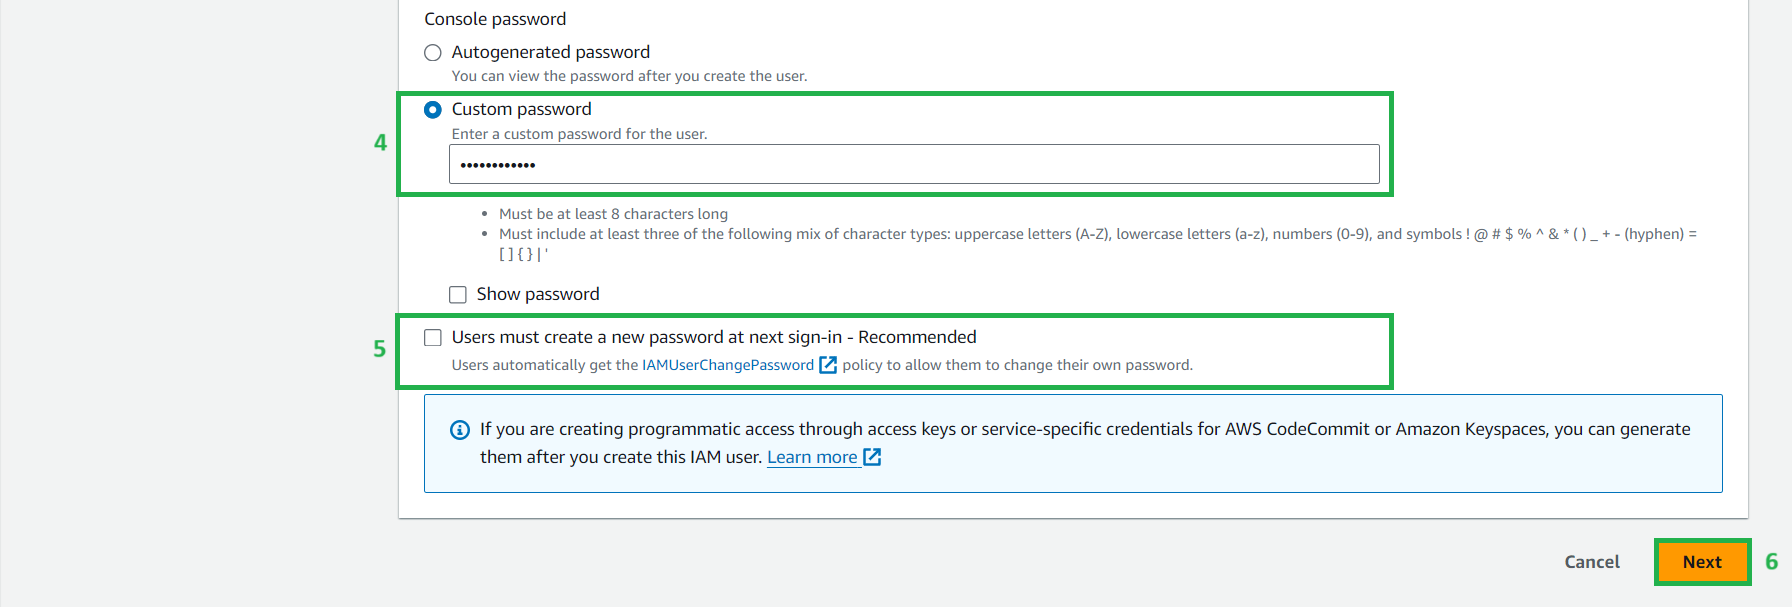 Console password
Autogenerated password
You can view the password after you create the user.
Custom password
4
Enter a custom password for the user.
••••••••••••
• Must be at least 8 characters long
• Must include at least three of the following mix of character types: uppercase letters (A-Z), lowercase letters (a-z), numbers (0-9), and symbols ! @ # $ % ^ & * ( ) _ + - (hyphen) =
[ ] { } | '
Show password
Users must create a new password at next sign-in - Recommended
5
Users automatically get the IAMUserChangePassword policy to allow them to change their own password.
If you are creating programmatic access through access keys or service-specific credentials for AWS CodeCommit or Amazon Keyspaces, you can generate
them after you create this IAM user. Learn more
Cancel Next 6